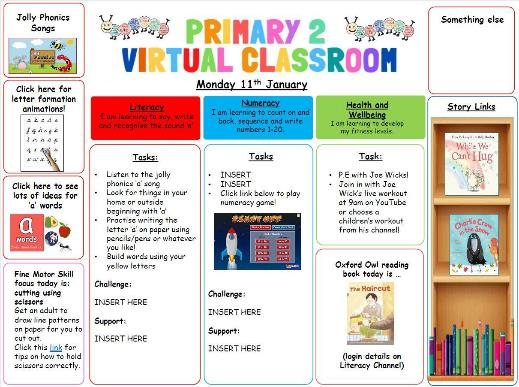 Jolly Phonics
Songs
PRIMARY 2
VIRTUAL CLASSROOM
Monday 11th January
Something else
Click here for
letter formation
animations!
Click here to see
lots of ideas for
'a' words
a
words
Fine Motor Skill
focus today is:
cutting using
scissors
Get an adult to
draw line patterns
on paper for you to
cut out.
Click this link for
tips on how to hold
scissors correctly.
Literacy
I am learning to say, write
and recognise the sound 'a'
Tasks:
• Listen to the jolly
phonics 'a' song
• Look for things in your
home or outside
beginning with 'a'
• Practise writing the
letter 'a' on paper using
pencils/pens or whatever
you like!
• Build words using your
yellow letters
Challenge:
INSERT HERE
Support:
INSERT HERE
Numeracy
I am learning to count on and
back, sequence and write
numbers 1-20.
Tasks
• INSERT
• INSERT
• Click link below to play
numeracy game!
BLAST OFF
Challenge:
INSERT HERE
Support:
INSERT HERE
Health and
Wellbeing
I am learning to develop
my fitness levels.
Task:
• P.E with Joe Wicks!
• Join in with Joe
Wick's live workout
at 9am on YouTube
or choose a
children's workout
from his channel!
Oxford Owl reading
book today is ...
The Haircut
(login details on
Literacy Channel)
Story Links
While We
Can't Hug
Charlie Crow
in the Snow